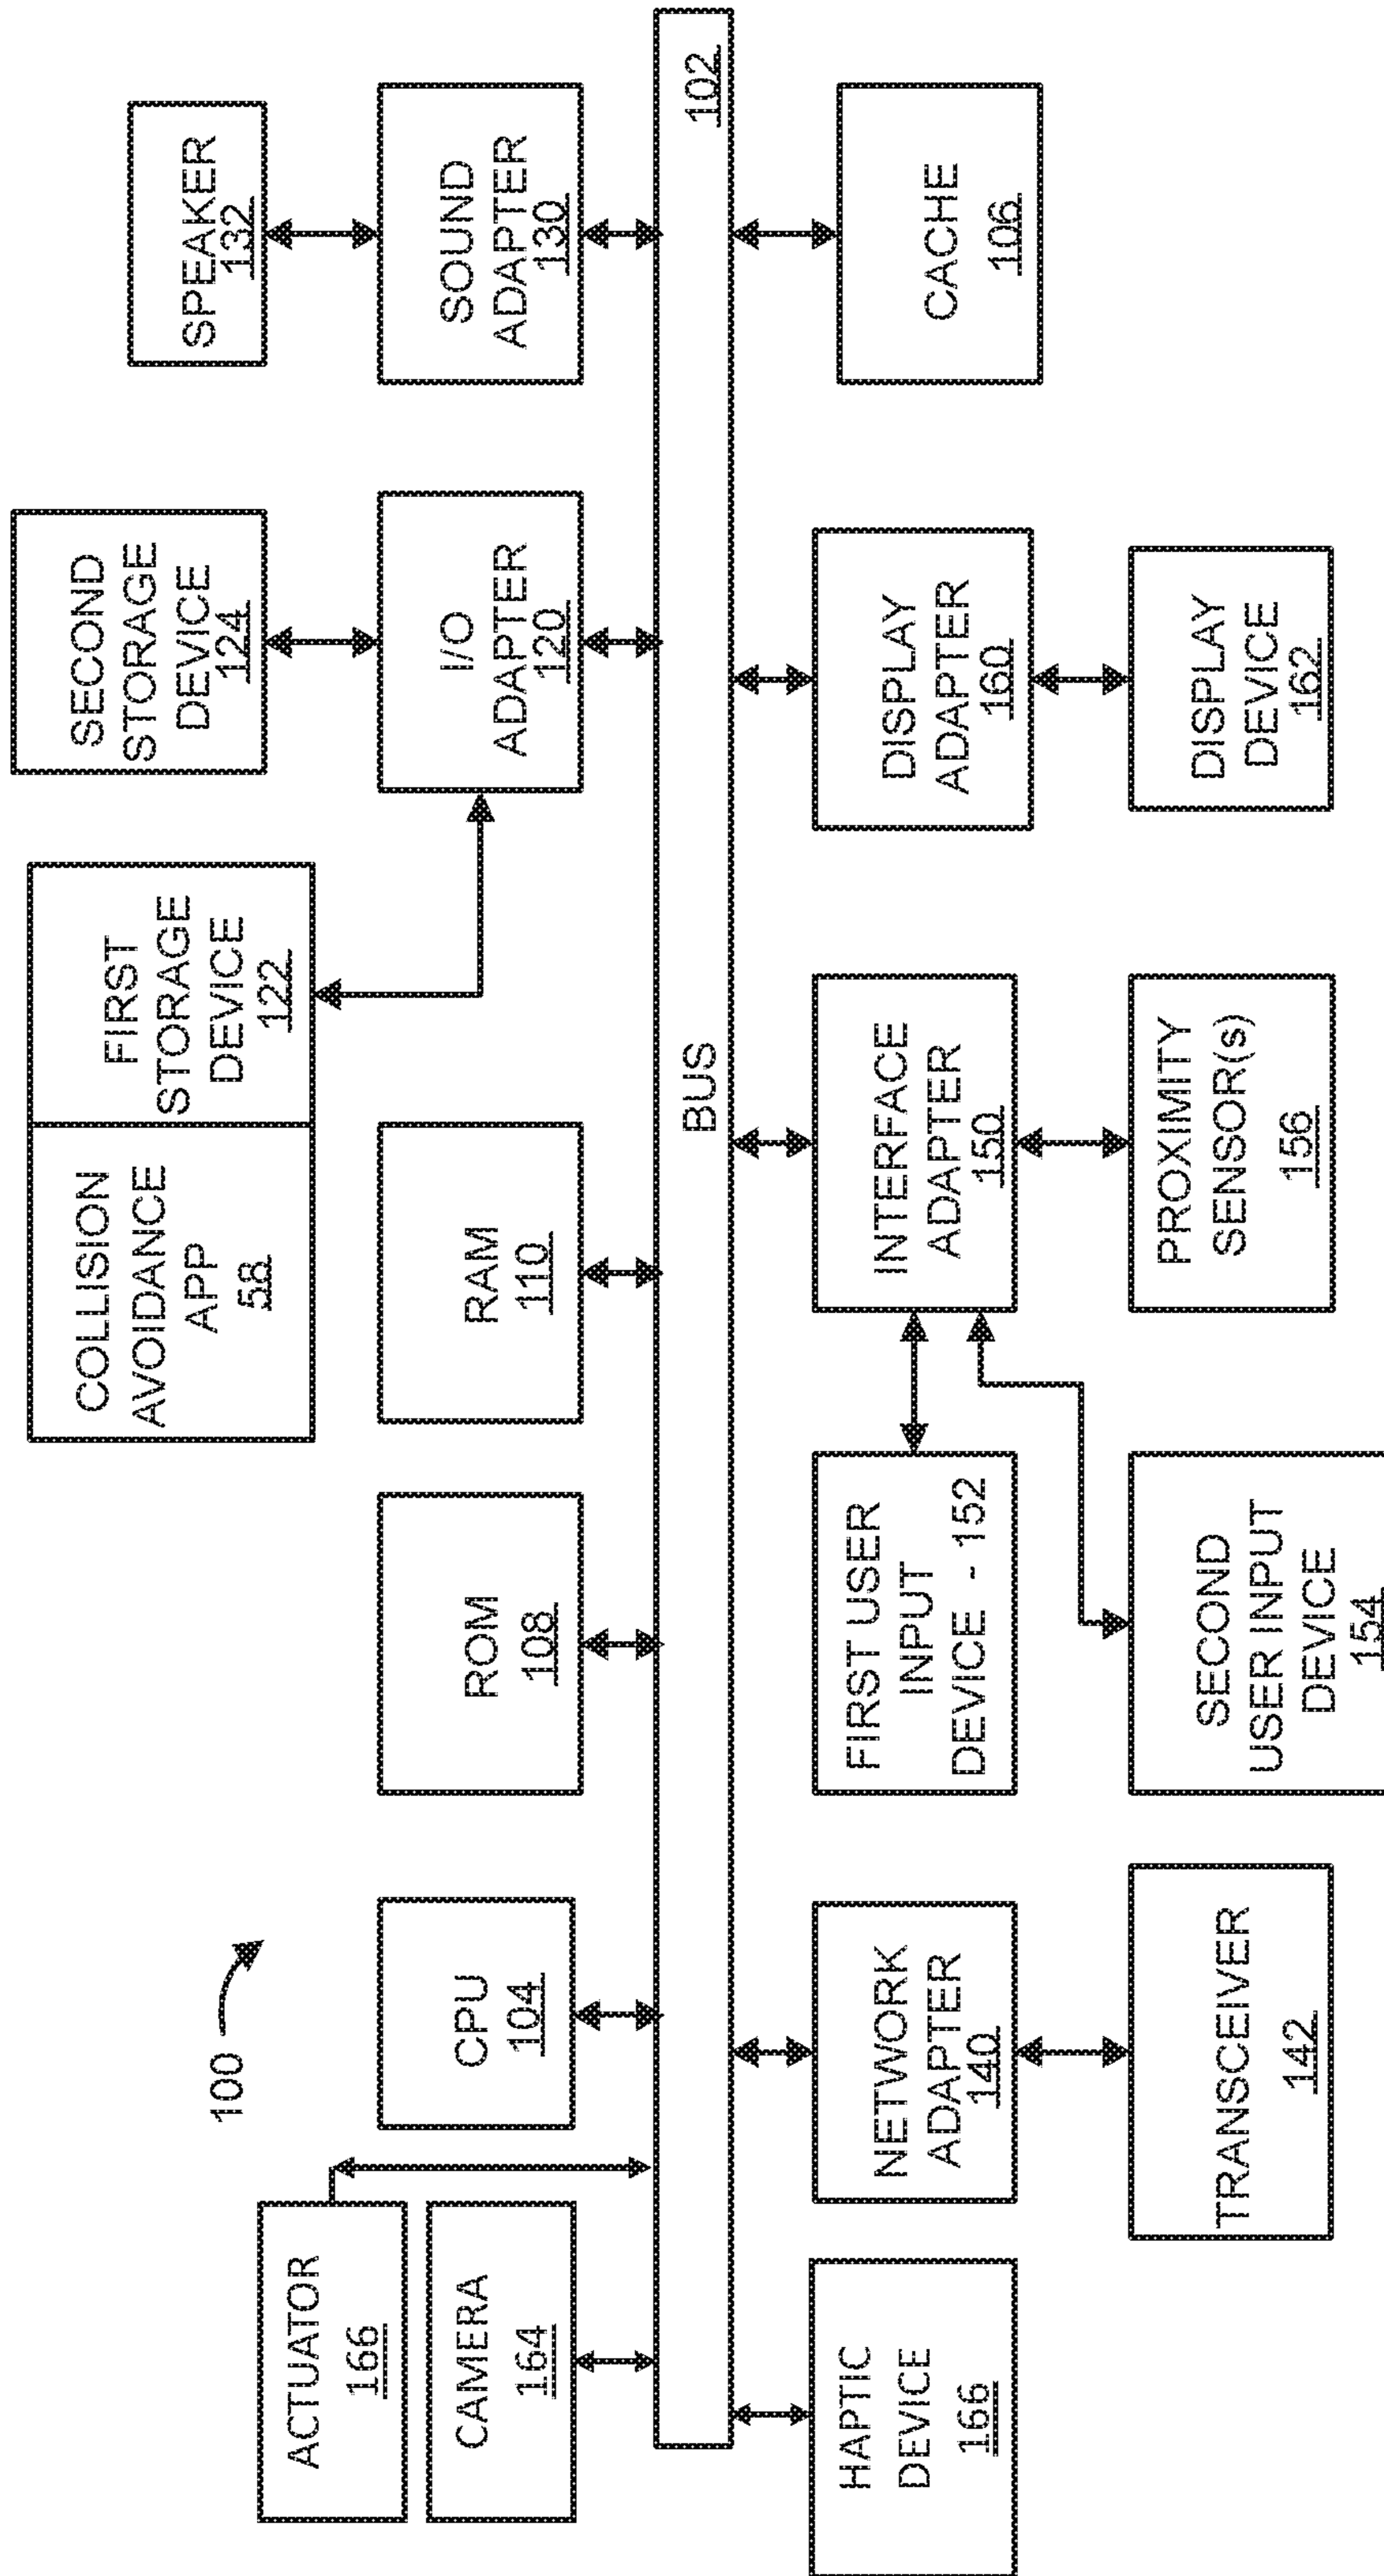 100
ACTUATOR
166
CAMERA
164
CPU
104
ROM
108
RAM
110
COLLISION
AVOIDANCE
APP
58
FIRST
STORAGE
DEVICE
122
SECOND
STORAGE
DEVICE
124
I/O
ADAPTER
120
SPEAKER
132
SOUND
ADAPTER
130
BUS
102
HAPTIC
DEVICE
166
NETWORK
ADAPTER
140
TRANSCEIVER
142
FIRST USER
INPUT
DEVICE - 152
SECOND
USER INPUT
DEVICE
154
INTERFACE
ADAPTER
150
PROXIMITY
SENSOR(s)
156
DISPLAY
ADAPTER
160
DISPLAY
DEVICE
162
CACHE
106